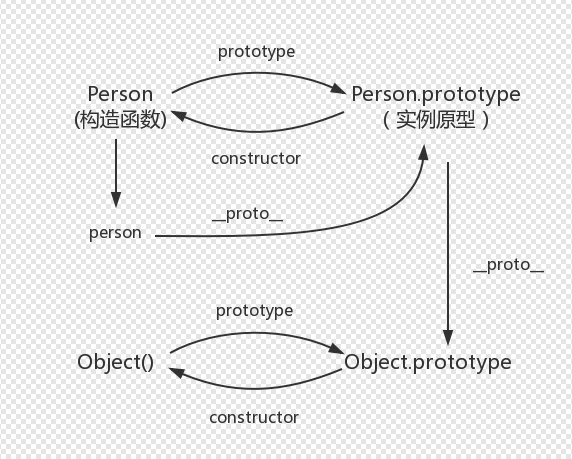 prototype
Person
Person.prototype
(构造函数)
( 实例原型 )
constructor
__proto__
person
__proto__
prototype
Object()
Object.prototype
constructor